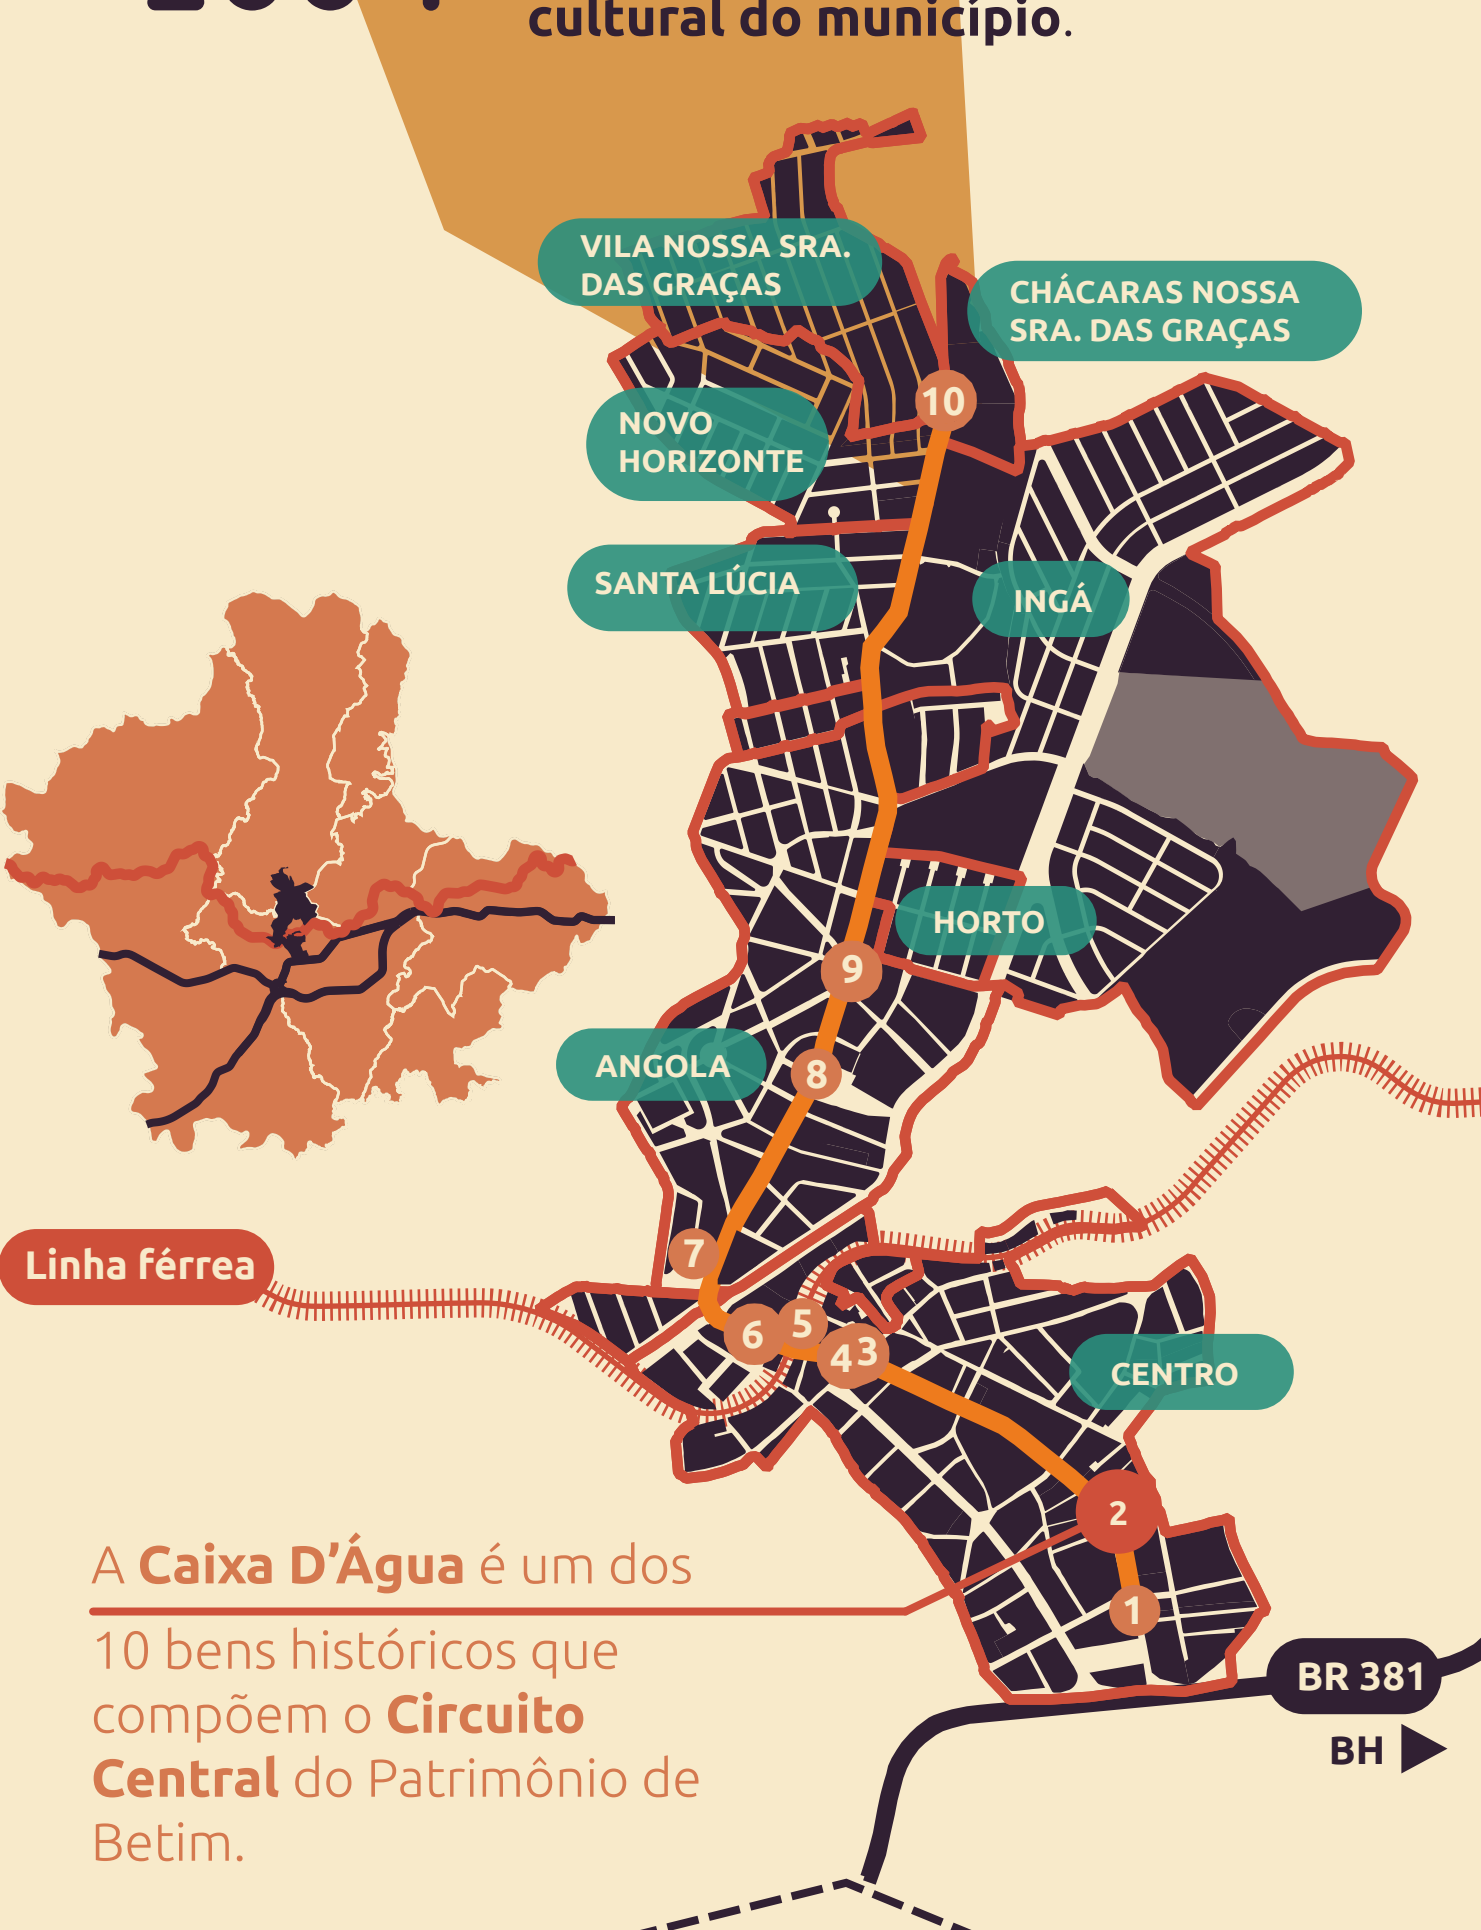 cultural do município.
VILA NOSSA SRA.
DAS GRAÇAS
CHÁCARAS NOSSA
SRA. DAS GRAÇAS
10
NOVO
HORIZONTE
SANTA LÚCIA
INGÁ
HORTO
9
ANGOLA
8
7
Linha férrea
6
5
4
3
CENTRO
2
1
A Caixa D’Água é um dos
10 bens históricos que
compõem o Circuito
Central do Patrimônio de
Betim.
BR 381
BH